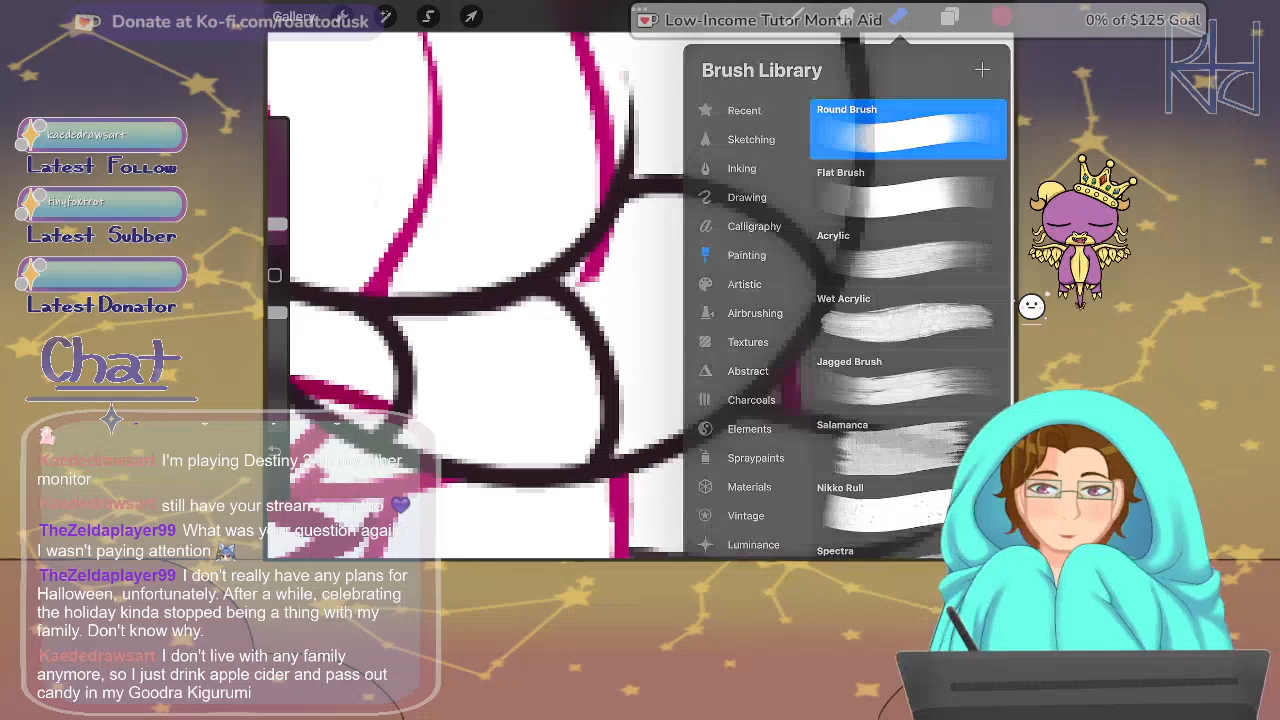 Donate at Ko-fi.com/roadtodusk
Gallery
Low-Income Tutor Month Aid
0% of $125 Goal
kaededrawsart
Latest Follow
tinyfoxtrot
Latest Subber
Latest Donator
Chat
Kaededrawsart I'm playing Destiny 2 on my other
monitor
Kaededrawsart still have your stream
TheZeldaplayer99 What was your question again
I wasn't paying attention
TheZeldaplayer99 I don't really have any plans for
Halloween, unfortunately. After a while, celebrating
the holiday kinda stopped being a thing with my
family. Don't know why.
Kaededrawsart I don't live with any family
anymore, so I just drink apple cider and pass out
candy in my Goodra Kigurumi
Brush Library
Recent
Sketching
Inking
Drawing
Calligraphy
Painting
Artistic
Airbrushing
Textures
Abstract
Charcoals
Elements
Spraypaints
Materials
Vintage
Luminance
Round Brush
Flat Brush
Acrylic
Wet Acrylic
Jagged Brush
Salamanca
Nikko Rull
Spectra